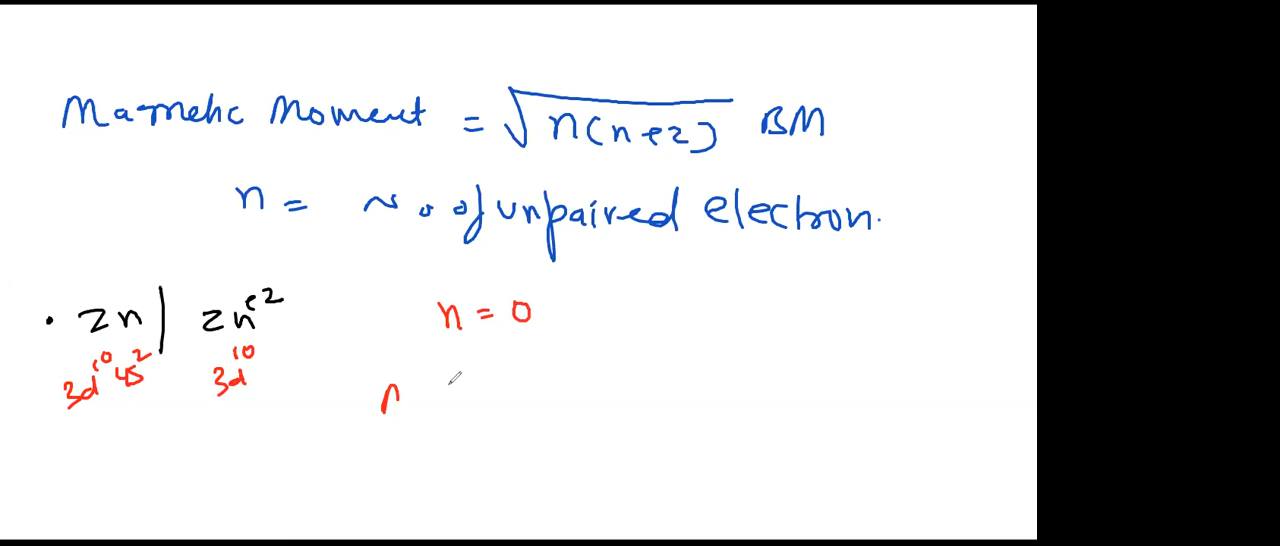 Magnetic Moment = √n(n+2) BM
n = No of unpaired electron.
• Zn | Zn+2 n = 0
3d10 4s2 3d10